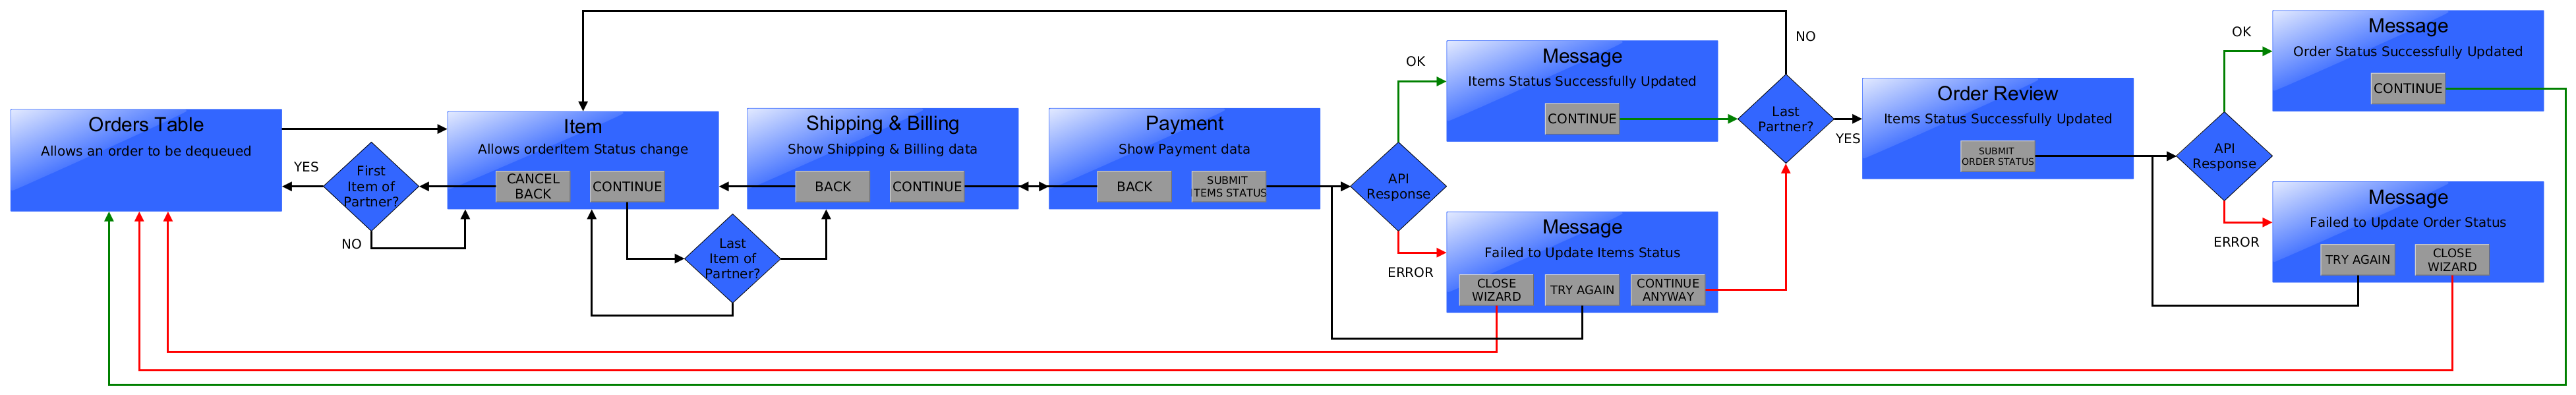 Orders Table
Allows an order to be dequeued
YES
First
Item of
Partner?
NO
Item
Allows orderItem Status change
CANCEL
BACK
CONTINUE
Last
Item of
Partner?
Shipping & Billing
Show Shipping & Billing data
BACK
CONTINUE
Payment
Show Payment data
BACK
SUBMIT
TEMS STATUS
API
Response
OK
ERROR
Message
Items Status Successfully Updated
CONTINUE
Message
Failed to Update Items Status
CLOSE
WIZARD
TRY AGAIN
CONTINUE
ANYWAY
Last
Partner?
NO
YES
Order Review
Items Status Successfully Updated
SUBMIT
ORDER STATUS
API
Response
OK
ERROR
Message
Order Status Successfully Updated
CONTINUE
Message
Failed to Update Order Status
TRY AGAIN
CLOSE
WIZARD